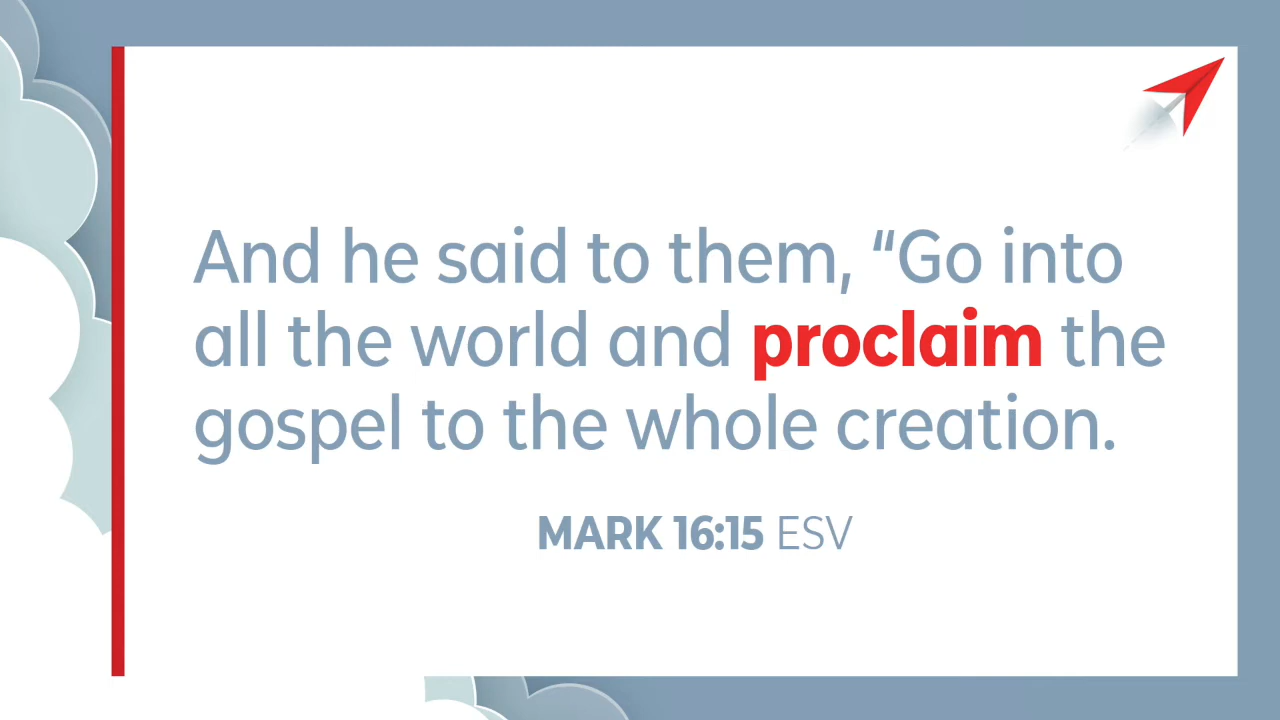 And he said to them, “Go into
all the world and proclaim the
gospel to the whole creation.
MARK 16:15 ESV